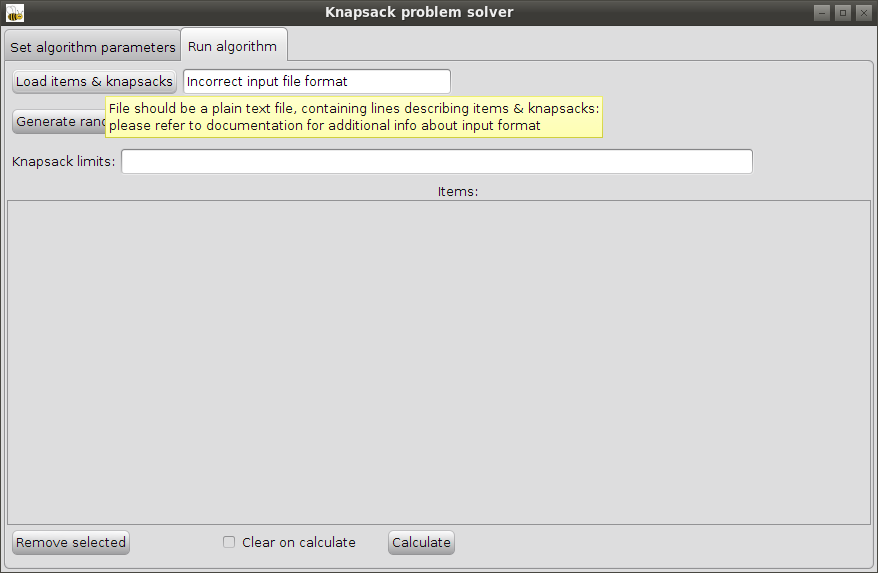 Knapsack problem solver
Set algorithm parameters
Run algorithm
Load items & knapsacks
Incorrect input file format
File should be a plain text file, containing lines describing items & knapsacks:
please refer to documentation for additional info about input format
Generate
Knapsack limits:
Items:
Remove selected
Clear on calculate
Calculate